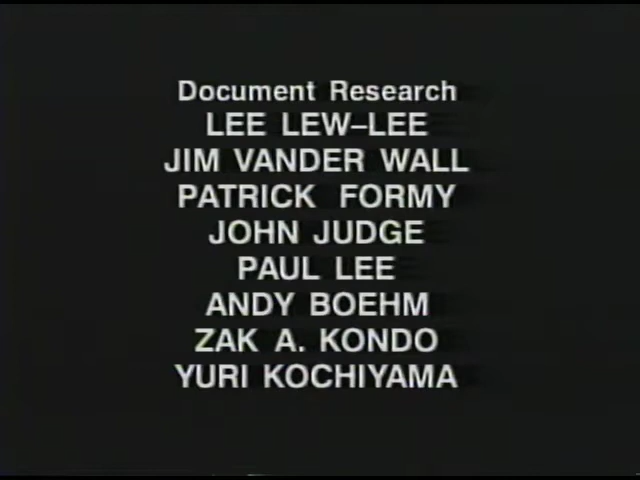 Document Research
LEE LEW–LEE
JIM VANDER WALL
PATRICK FORMY
JOHN JUDGE
PAUL LEE
ANDY BOEHM
ZAK A. KONDO
YURI KOCHIYAMA